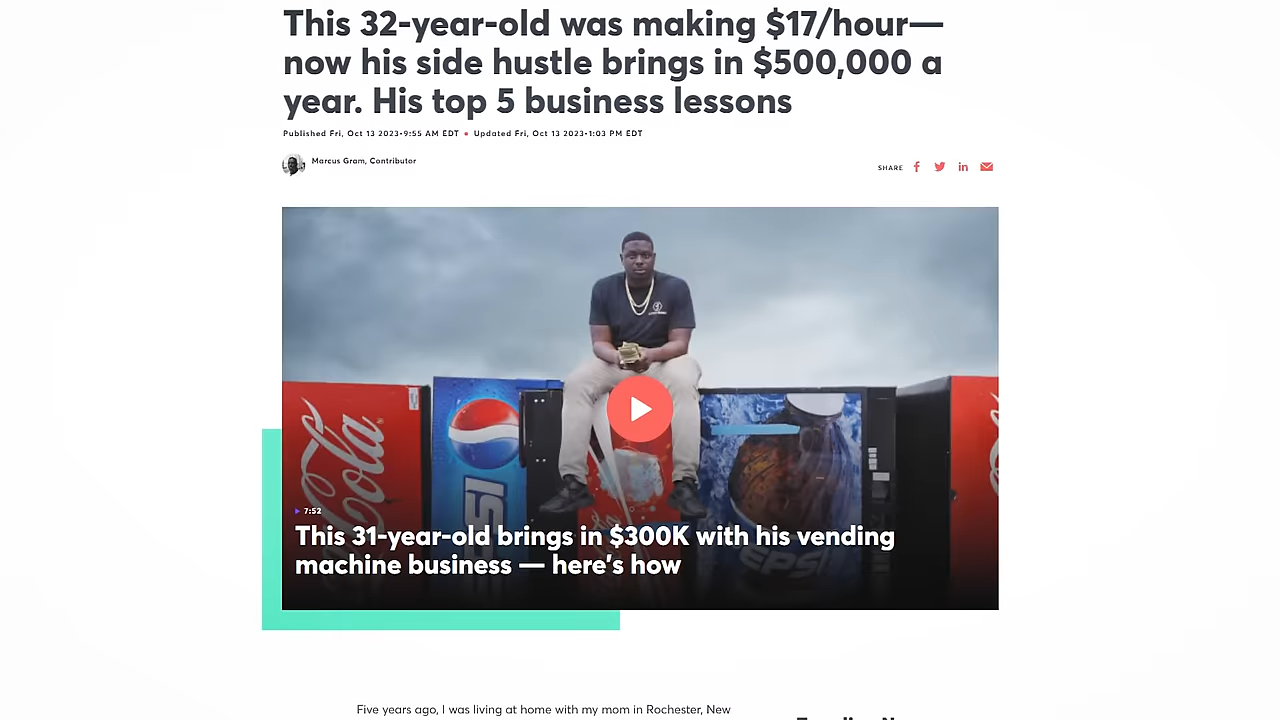 This 32-year-old was making $17/hour—
now his side hustle brings in $500,000 a
year. His top 5 business lessons
Published Fri, Oct 13 2023•9:55 AM EDT • Updated Fri, Oct 13 2023•1:03 PM EDT
Marcus Gram, Contributor
SHARE
Cola
PEPSI
7:52
This 31-year-old brings in $300K with his vending
machine business — here's how
Five years ago, I was living at home with my mom in Rochester, New